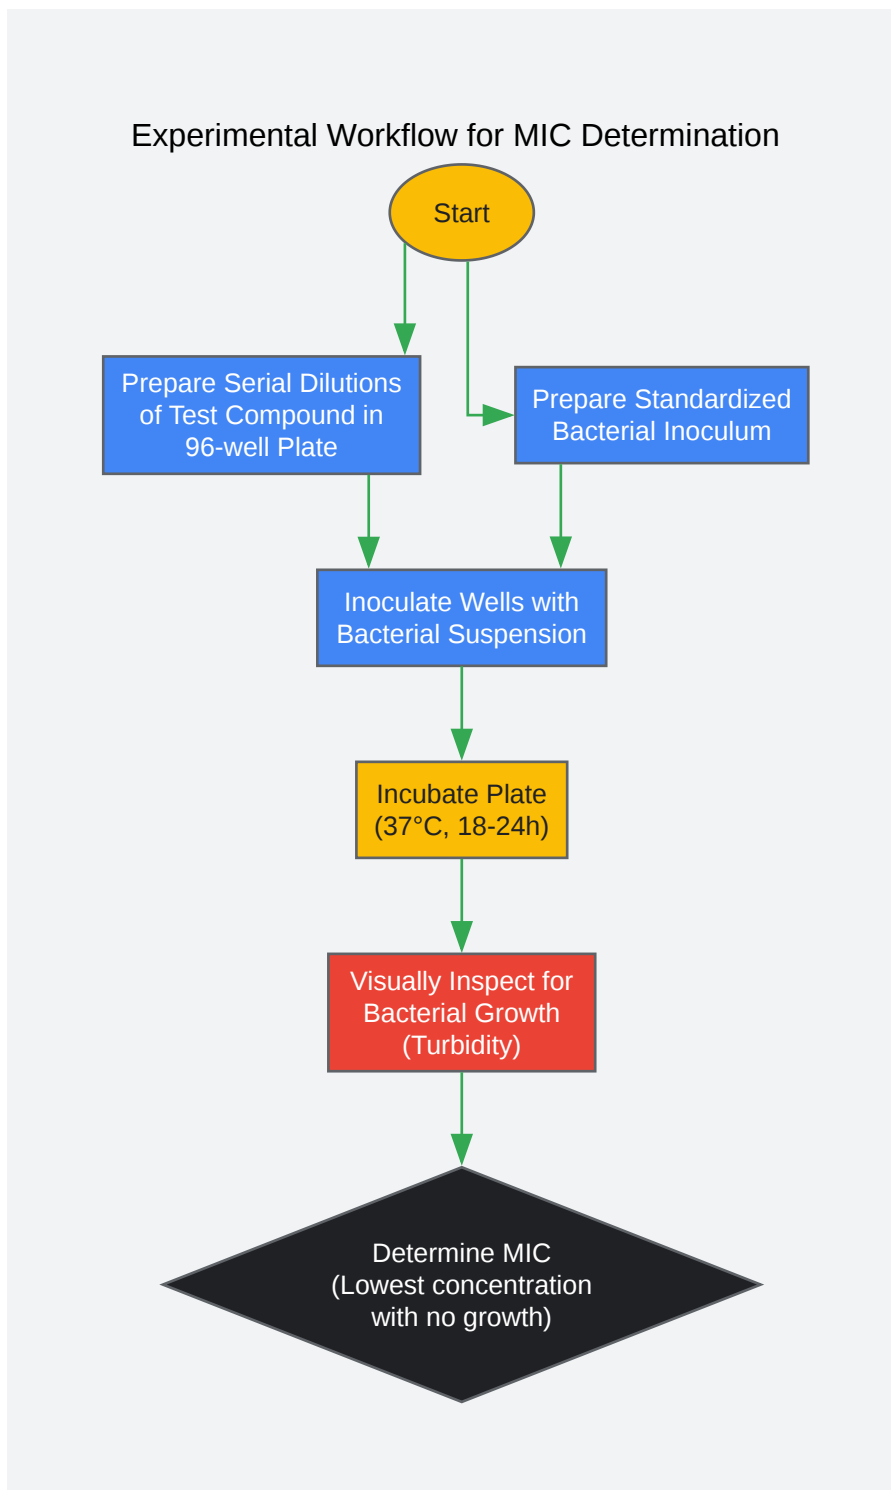 Experimental Workflow for MIC Determination
Start
Prepare Serial Dilutions
of Test Compound in
96-well Plate
Prepare Standardized
Bacterial Inoculum
Inoculate Wells with
Bacterial Suspension
Incubate Plate
(37°C, 18-24h)
Visually Inspect for
Bacterial Growth
(Turbidity)
Determine MIC
(Lowest concentration
with no growth)